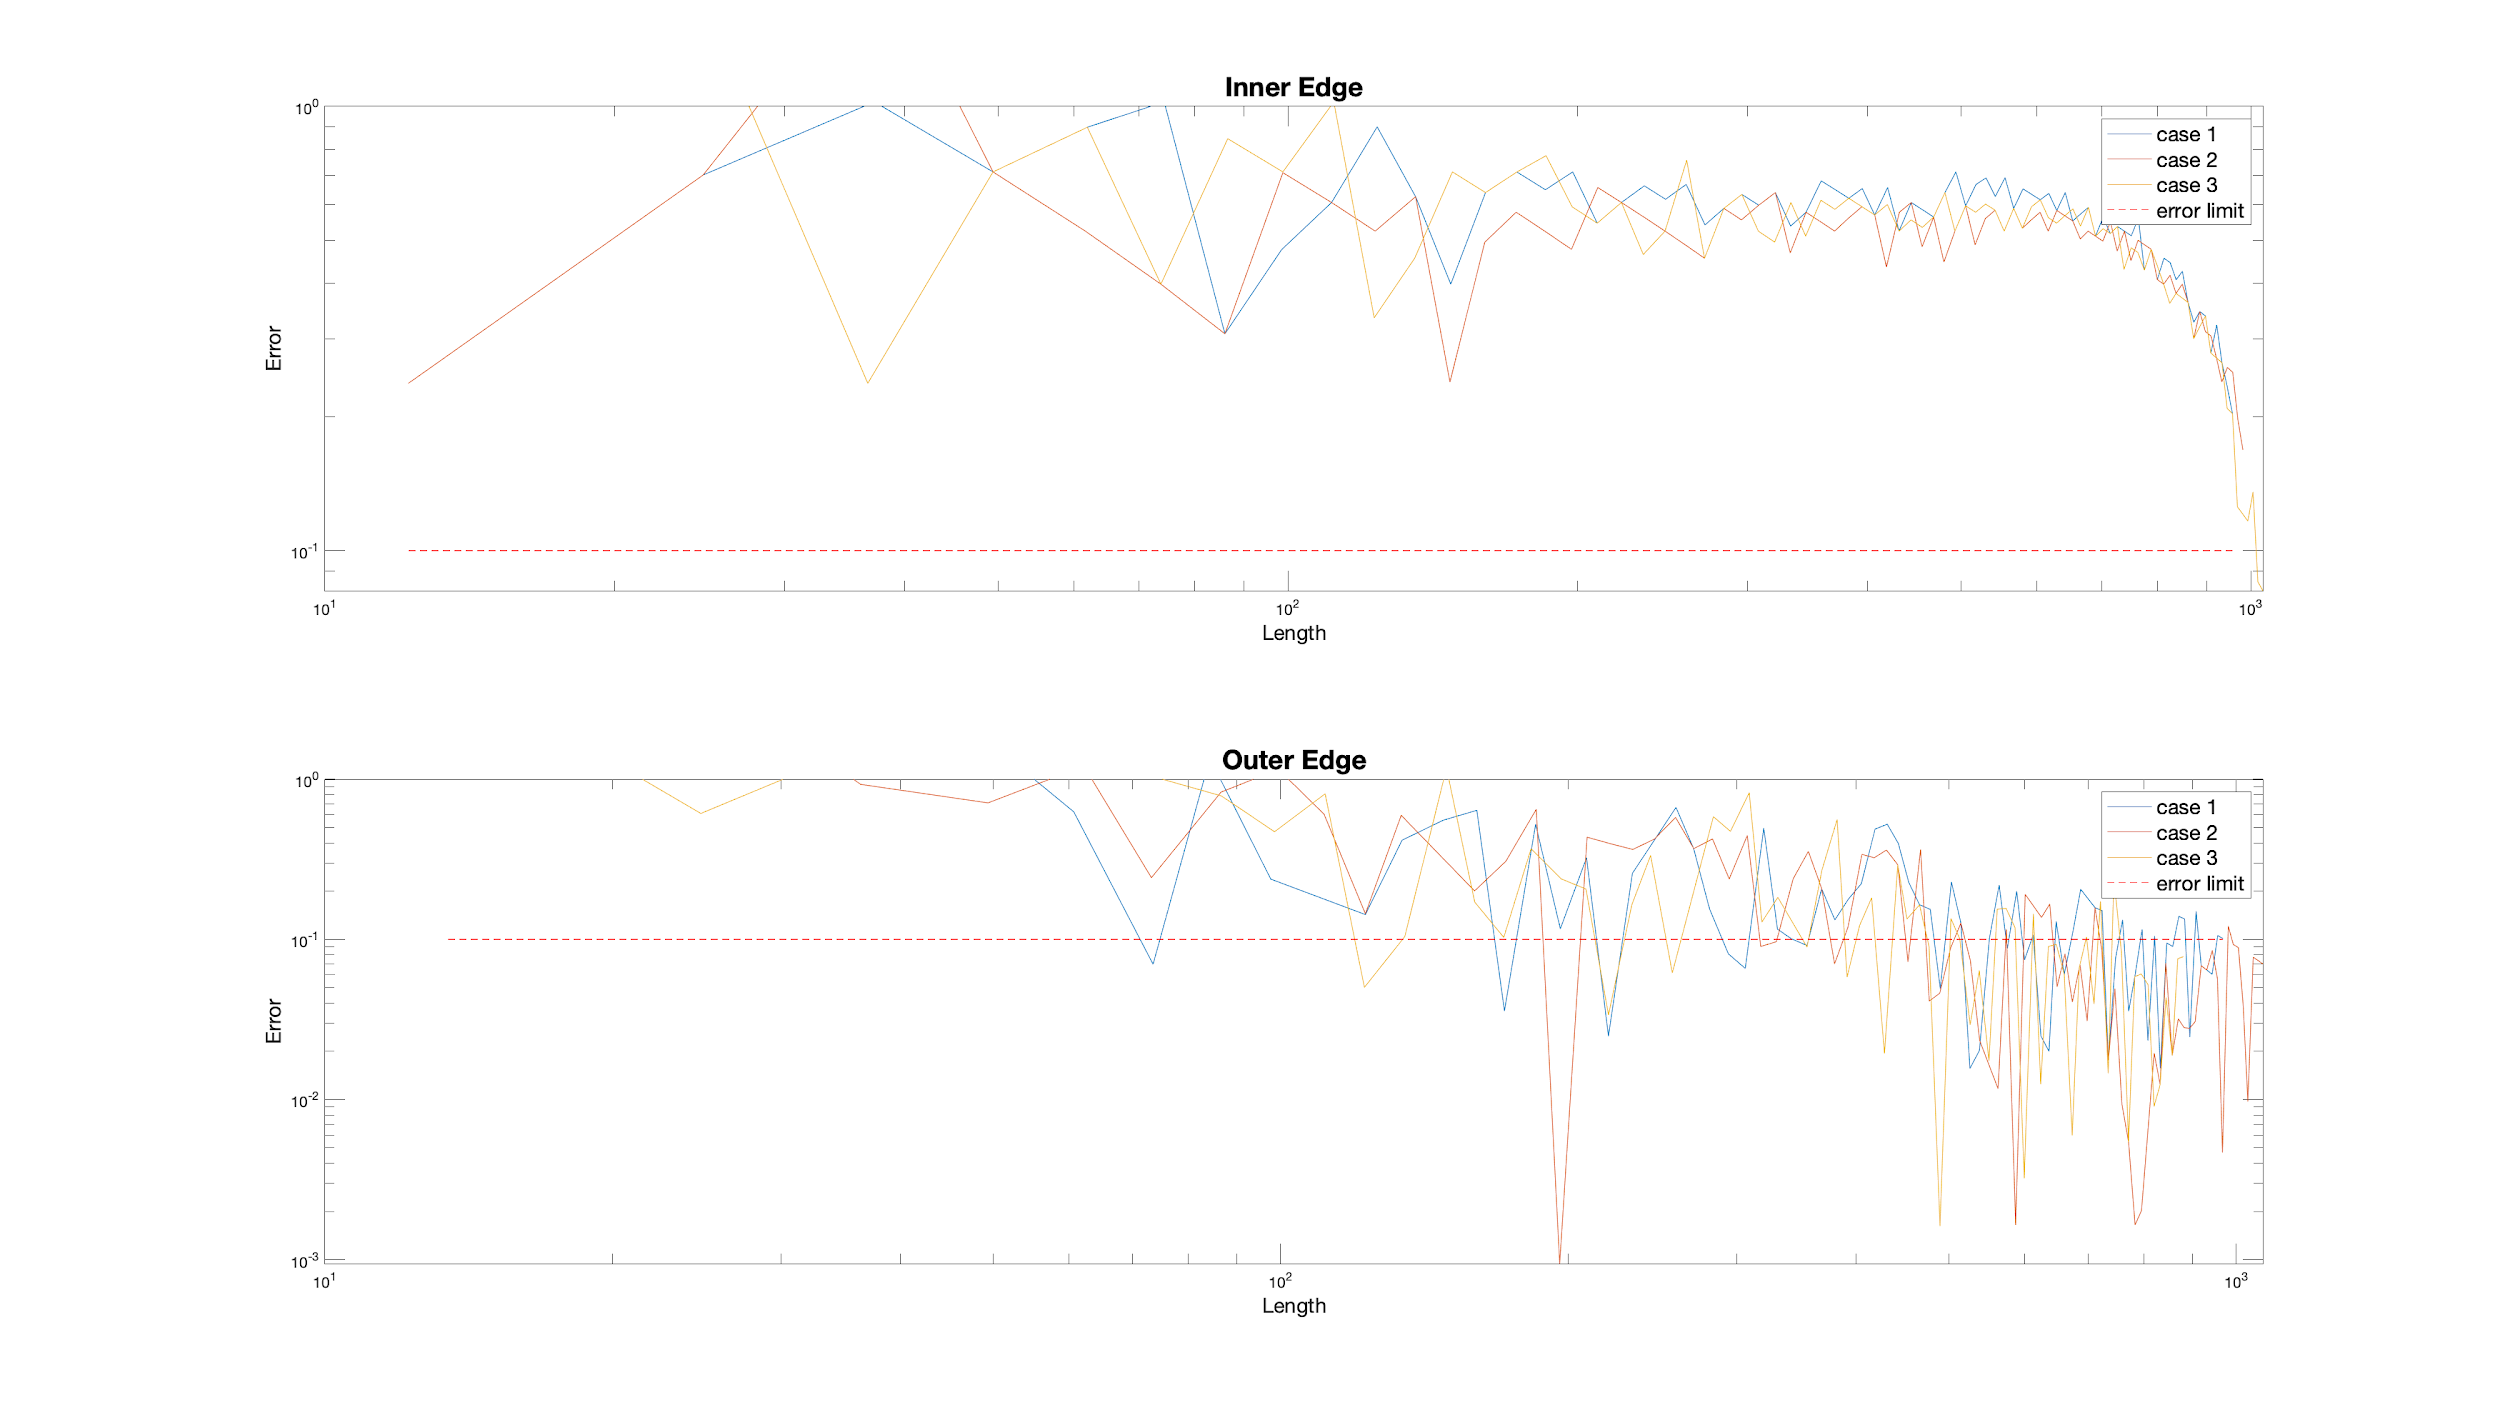 Inner Edge
10^0
10^-1
Error
10^1
10^2
10^3
Length
case 1
case 2
case 3
error limit
Outer Edge
10^0
10^-1
10^-2
10^-3
Error
10^1
10^2
10^3
Length
case 1
case 2
case 3
error limit